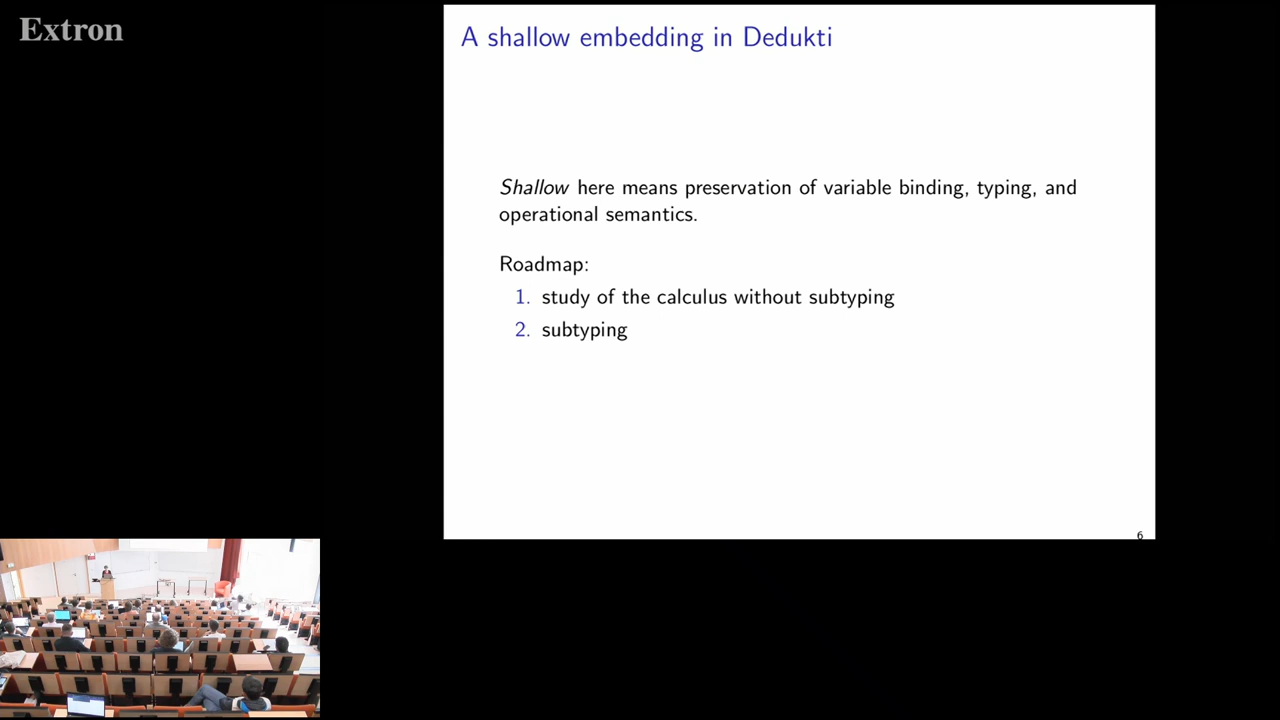 Extron
A shallow embedding in Dedukti
Shallow here means preservation of variable binding, typing, and
operational semantics.
Roadmap:
1. study of the calculus without subtyping
2. subtyping
6